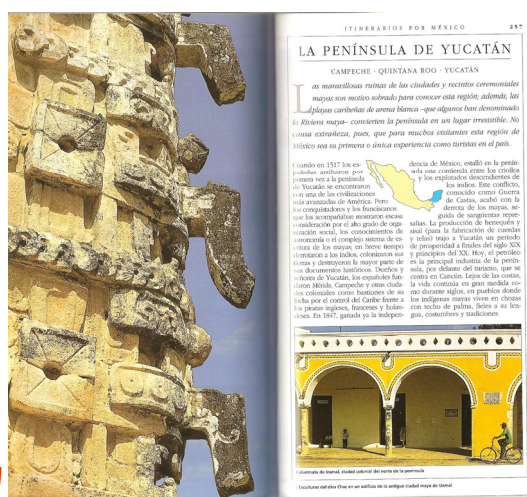 ITINERARIOS POR MÉXICO 257
LA PENÍNSULA DE YUCATÁN
CAMPECHE · QUINTANA ROO · YUCATÁN
Las maravillosas ruinas de las ciudades y recintos ceremoniales
mayas son motivo sobrado para conocer esta región; además, las
playas caribeñas de arena blanca –que algunos han denominado
la Riviera maya– convierten la península en un lugar irresistible. No
causa extrañeza, pues, que para muchos visitantes esta región de
México sea su primera o única experiencia como turistas en el país.
Cuando en 1517 los es-
pañoles arribaron por
primera vez a la península
de Yucatán se encontraron
con una de las civilizaciones
más avanzadas de América. Pero
los conquistadores y los franciscanos
que los acompañaban mostraron escasa
consideración por el alto grado de orga-
nización social, los conocimientos de
astronomía o el complejo sistema de es-
critura de los mayas; en breve tiempo
derrotaron a los indios, colonizaron sus
tierras y destruyeron la mayor parte de
sus documentos históricos. Dueños y
señores de Yucatán, los españoles fun-
daron Mérida, Campeche y otras ciuda-
des coloniales como bastiones de su
lucha por el control del Caribe frente a
los piratas ingleses, franceses y holan-
deses. En 1847, ganada ya la indepen-
dencia de México, estalló en la penín-
sula una contienda entre los criollos
y los explotados descendientes de
los indios. Este conflicto,
conocido como Guerra
de Castas, acabó con la
derrota de los mayas, se-
guida de sangrientas repre-
salias. La producción de henequén y
sisal (para la fabricación de cuerdas
y telas) trajo a Yucatán un periodo
de prosperidad a finales del siglo XIX
y principios del XX. Hoy, el petróleo
es la principal industria de la penín-
sula, por delante del turismo, que se
centra en Cancún. Lejos de las costas,
la vida continúa en gran medida co-
mo durante siglos, en pueblos donde
los indígenas mayas viven en chozas
con techo de palma, fieles a su len-
gua, costumbres y tradiciones.
Columnata de Izamal, ciudad colonial del norte de la península
Esculturas del dios Chac en un edificio de la antigua ciudad maya de Uxmal